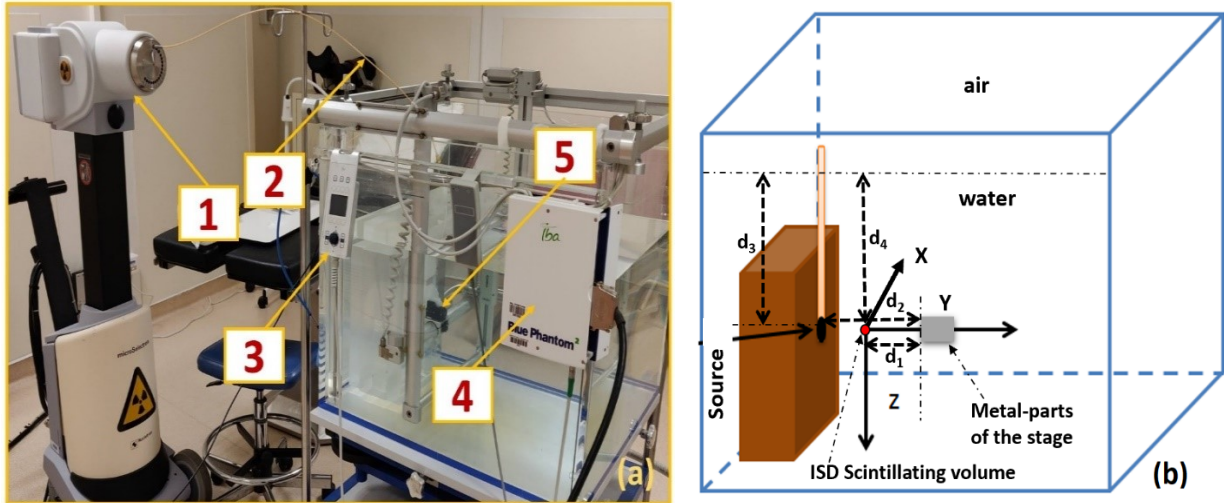 1
2
3
4
5
iba
Blue Phantom²
microSelectron
(a)
air
water
d₃
d₄
X
d₂
Y
d₁
Source
Z
Metal-parts
of the stage
ISD Scintillating volume
(b)